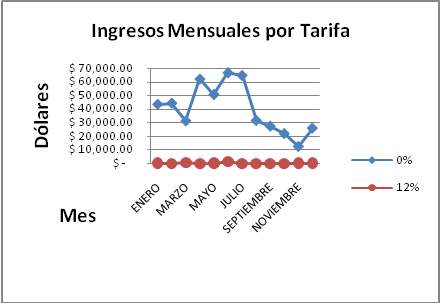 Ingresos Mensuales por Tarifa
Dólares
$ 70,000.00
$ 60,000.00
$ 50,000.00
$ 40,000.00
$ 30,000.00
$ 20,000.00
$ 10,000.00
$ -
ENERO
MARZO
MAYO
JULIO
SEPTIEMBRE
NOVIEMBRE
Mes
0%
12%